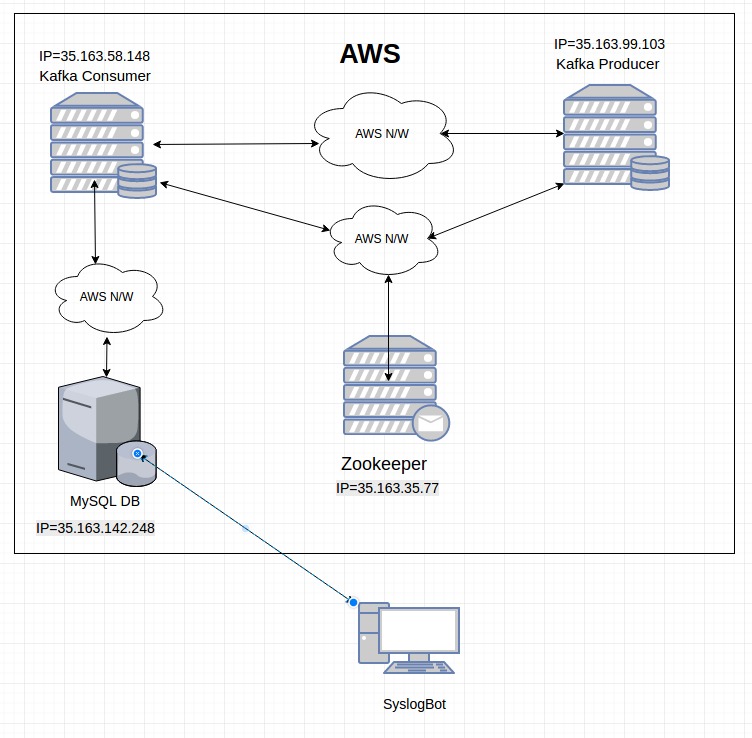 AWS
IP=35.163.58.148
Kafka Consumer
IP=35.163.99.103
Kafka Producer
AWS N/W
AWS N/W
AWS N/W
Zookeeper
IP=35.163.35.77
MySQL DB
IP=35.163.142.248
SyslogBot